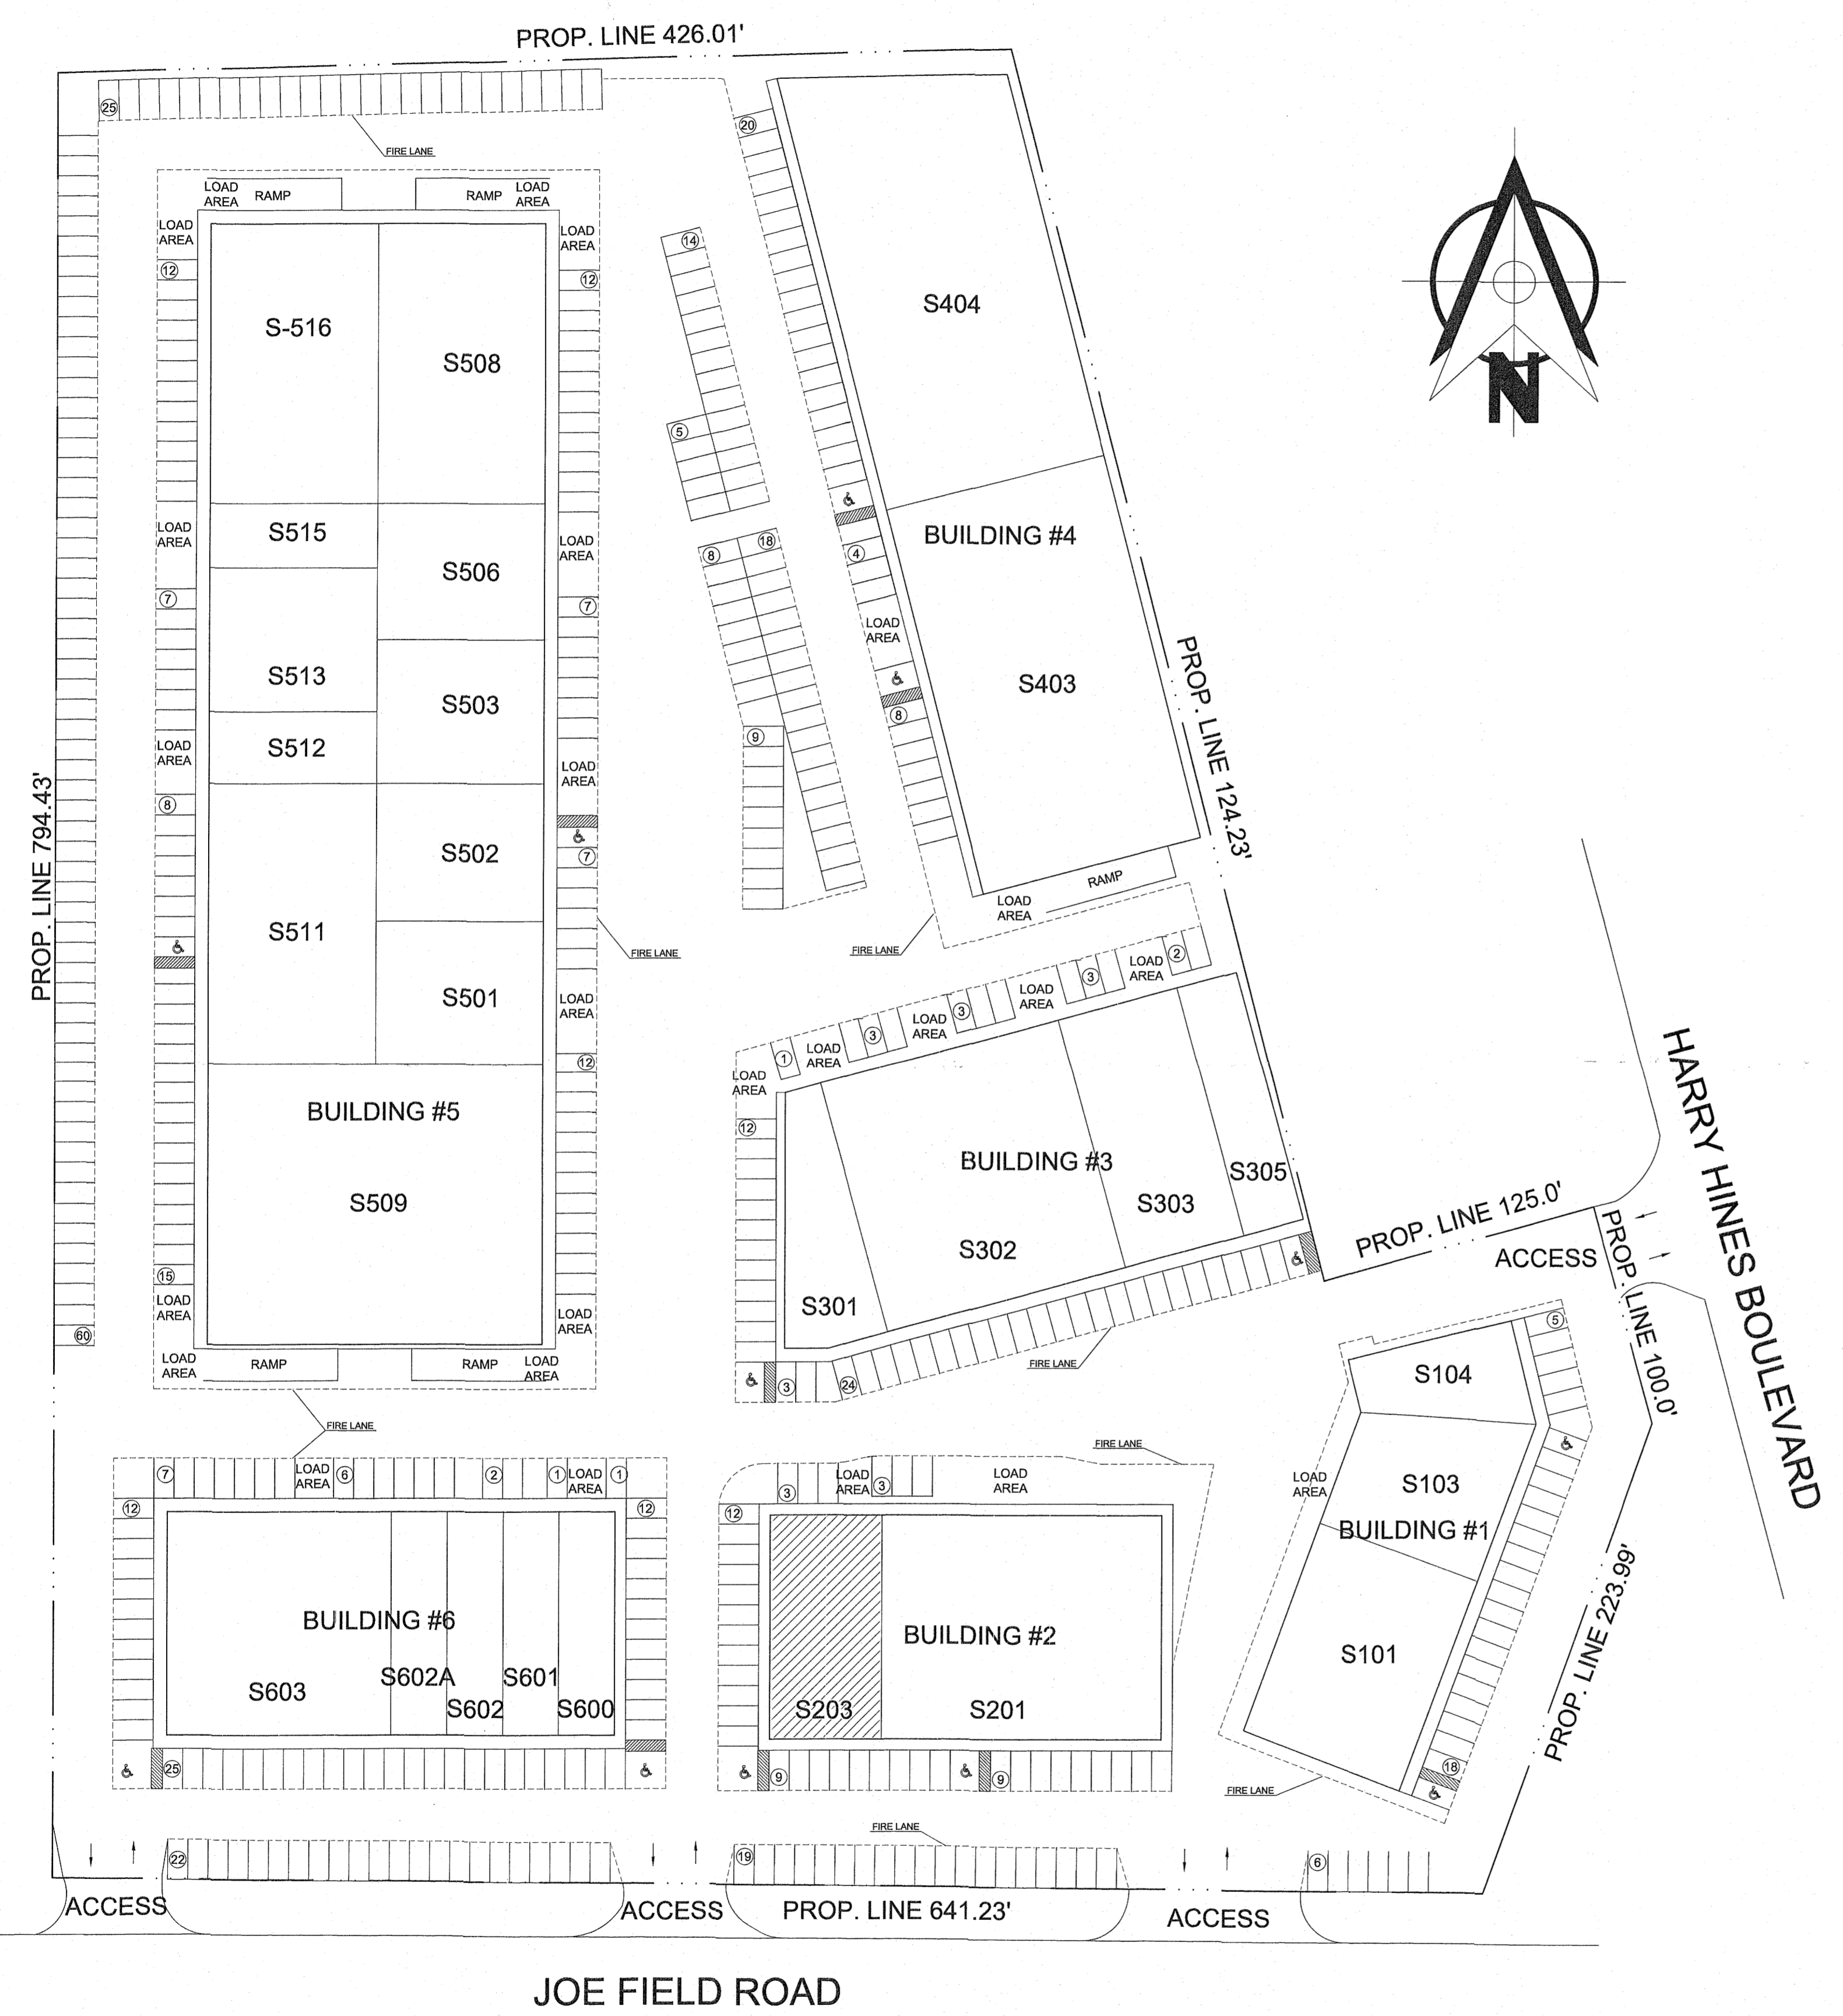 PROP. LINE 426.01'
25
FIRE LANE
20
LOAD
AREA
RAMP
RAMP
LOAD
AREA
LOAD
AREA
LOAD
AREA
12
12
14
S-516
S508
S404
N
5
LOAD
AREA
S515
LOAD
AREA
S506
8
18
4
BUILDING #4
7
7
LOAD
AREA
S513
S503
S403
PROP. LINE 124.23'
LOAD
AREA
S512
LOAD
AREA
9
8
8
PROP. LINE 794.43'
7
S502
S511
RAMP
LOAD
AREA
FIRE LANE
FIRE LANE
S501
LOAD
AREA
12
1
LOAD
AREA
3
LOAD
AREA
3
LOAD
AREA
3
LOAD
AREA
2
LOAD
AREA
12
BUILDING #5
S509
BUILDING #3
S301
S302
S303
S305
15
LOAD
AREA
LOAD
AREA
60
LOAD
AREA
RAMP
RAMP
LOAD
AREA
3
24
FIRE LANE
PROP. LINE 125.0'
ACCESS
PROP. LINE 100.0'
HARRY HINES BOULEVARD
FIRE LANE
5
S104
S103
BUILDING #1
S101
LOAD
AREA
18
PROP. LINE 223.99'
FIRE LANE
7
LOAD
AREA
6
2
1
LOAD
AREA
1
12
12
BUILDING #6
S603
S602A
S602
S601
S600
25
FIRE LANE
3
LOAD
AREA
3
LOAD
AREA
12
BUILDING #2
S203
S201
9
9
FIRE LANE
22
19
6
ACCESS
ACCESS
PROP. LINE 641.23'
ACCESS
JOE FIELD ROAD